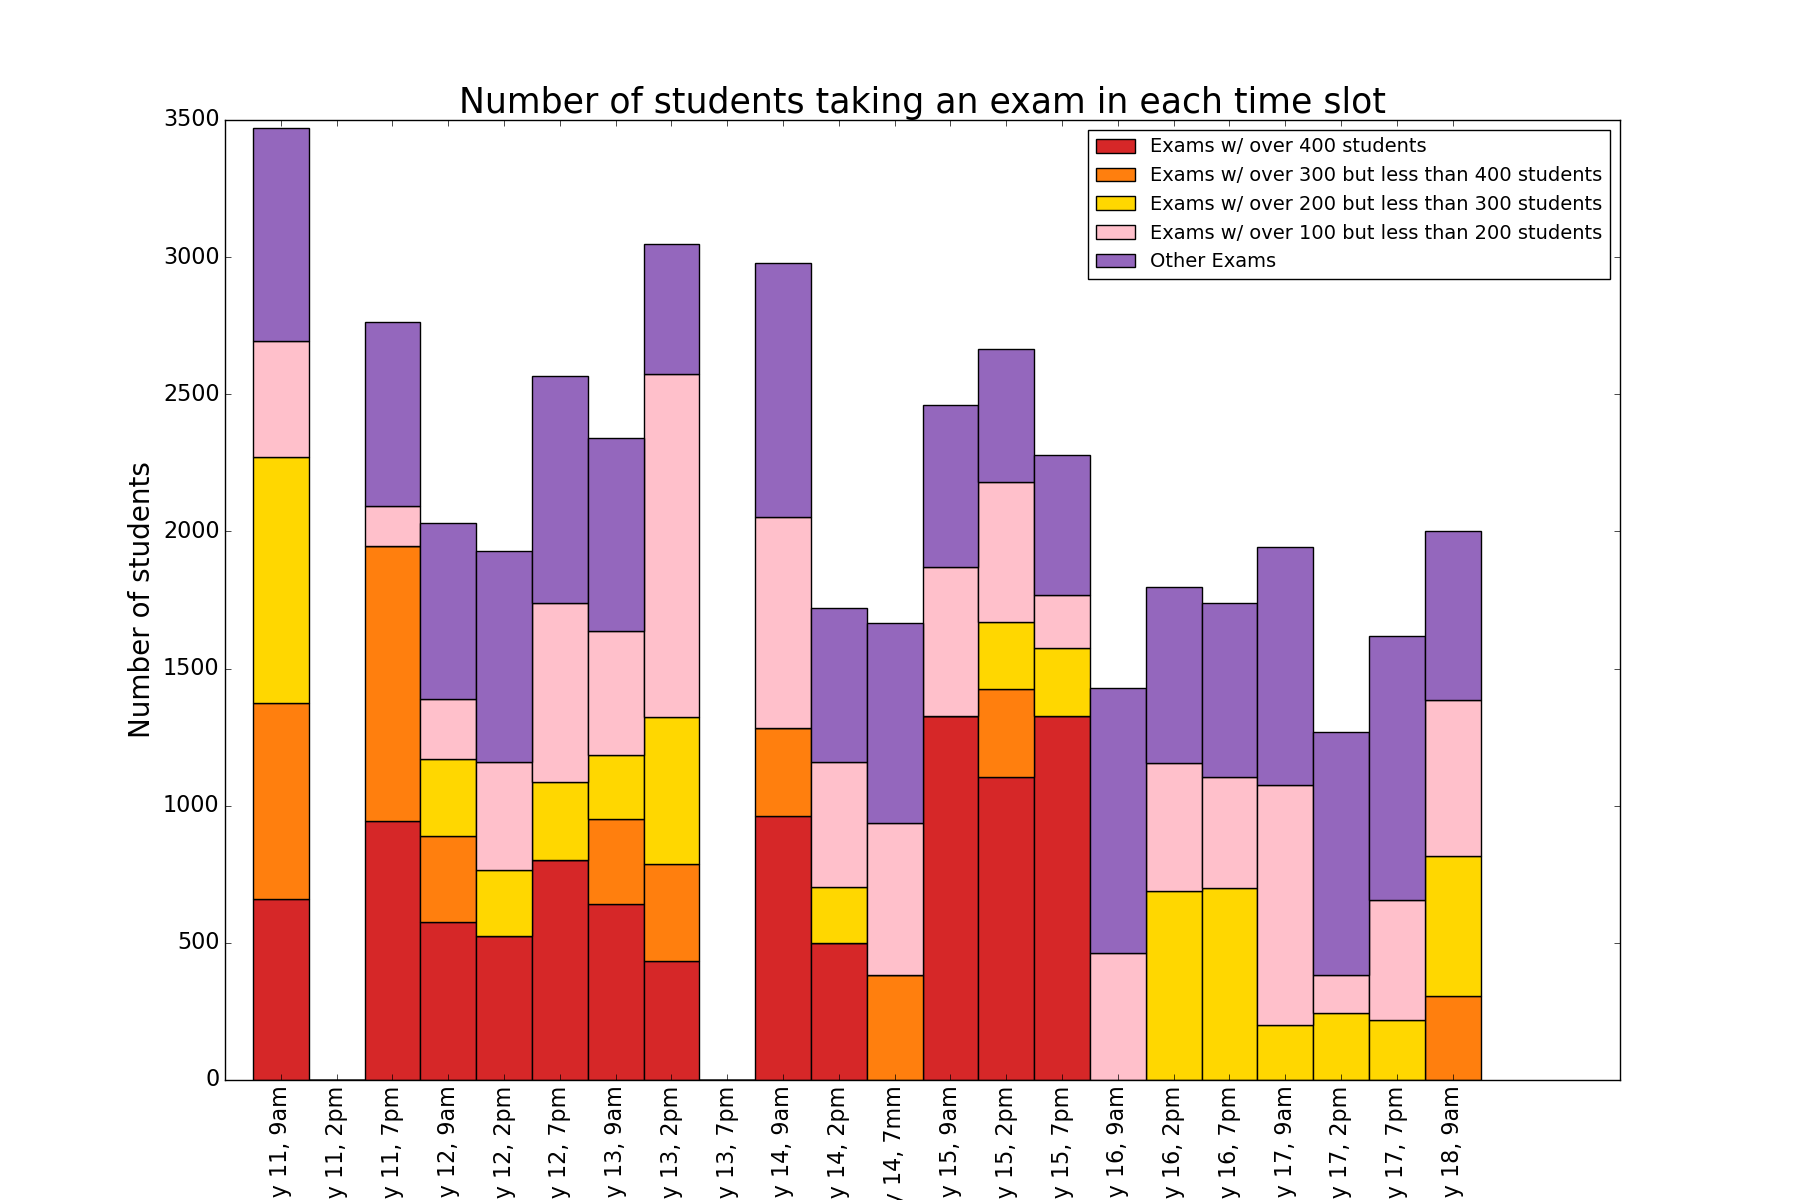 Number of students taking an exam in each time slot
Exams w/ over 400 students
Exams w/ over 300 but less than 400 students
Exams w/ over 200 but less than 300 students
Exams w/ over 100 but less than 200 students
Other Exams
Number of students
3500
3000
2500
2000
1500
1000
500
0
y 11, 9am
y 11, 2pm
y 11, 7pm
y 12, 9am
y 12, 2pm
y 12, 7pm
y 13, 9am
y 13, 2pm
y 13, 7pm
y 14, 9am
y 14, 2pm
y 14, 7mm
y 15, 9am
y 15, 2pm
y 15, 7pm
y 16, 9am
y 16, 2pm
y 16, 7pm
y 17, 9am
y 17, 2pm
y 17, 7pm
y 18, 9am